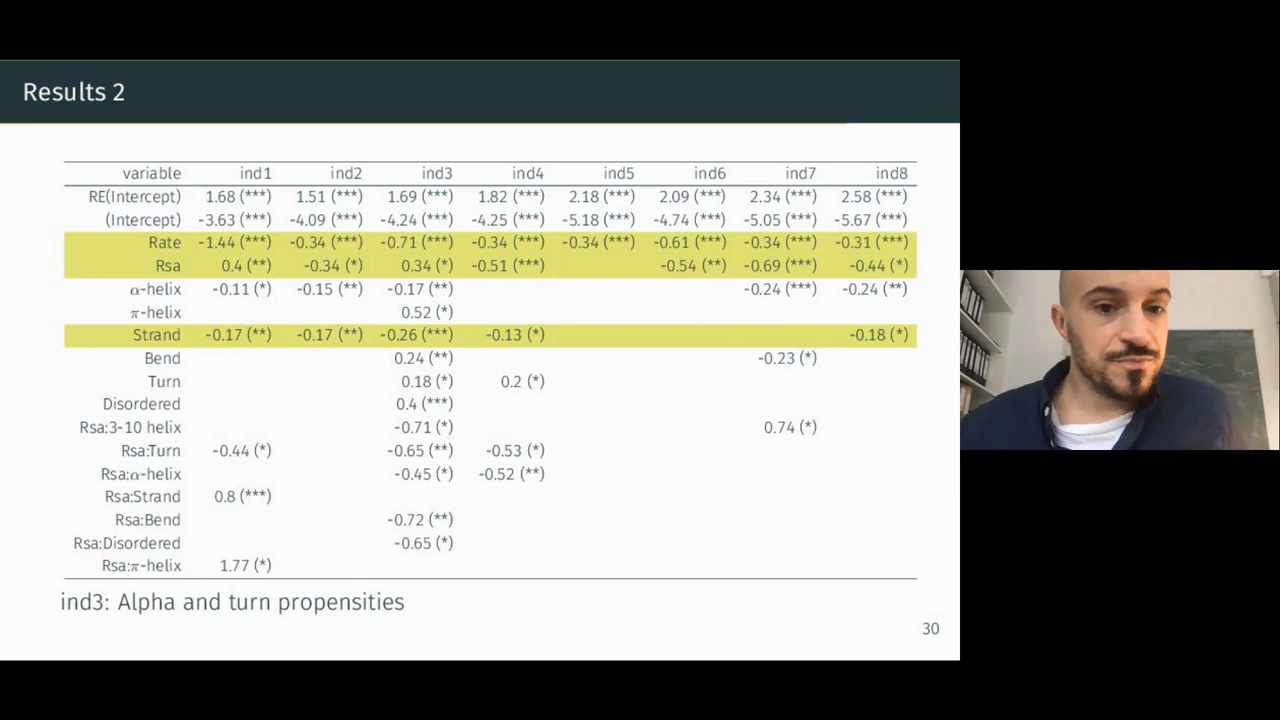 Results 2
variable ind1 ind2 ind3 ind4 ind5 ind6 ind7 ind8
RE(Intercept) 1.68 (***) 1.51 (***) 1.69 (***) 1.82 (***) 2.18 (***) 2.09 (***) 2.34 (***) 2.58 (***)
(Intercept) -3.63 (***) -4.09 (***) -4.24 (***) -4.25 (***) -5.18 (***) -4.74 (***) -5.05 (***) -5.67 (***)
Rate -1.44 (***) -0.34 (***) -0.71 (***) -0.34 (***) -0.34 (***) -0.61 (***) -0.34 (***) -0.31 (***)
Rsa 0.4 (**) -0.34 (*) 0.34 (*) -0.51 (***) -0.54 (**) -0.69 (***) -0.44 (*)
α-helix -0.11 (*) -0.15 (**) -0.17 (**) -0.24 (***) -0.24 (**)
π-helix 0.52 (*)
Strand -0.17 (**) -0.17 (**) -0.26 (***) -0.13 (*) -0.18 (*)
Bend 0.24 (**) -0.23 (*)
Turn 0.18 (*) 0.2 (*)
Disordered 0.4 (***)
Rsa:3-10 helix -0.71 (*) 0.74 (*)
Rsa:Turn -0.44 (*) -0.65 (**) -0.53 (*)
Rsa:α-helix -0.45 (*) -0.52 (**)
Rsa:Strand 0.8 (***)
Rsa:Bend -0.72 (**)
Rsa:Disordered -0.65 (*)
Rsa:π-helix 1.77 (*)
ind3: Alpha and turn propensities
30